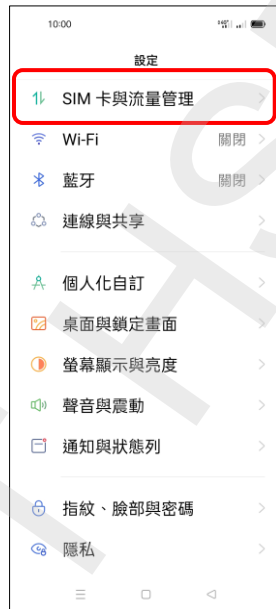 10:00
設定
SIM 卡與流量管理
Wi-Fi 關閉
藍牙 關閉
連線與共享
個人化自訂
桌面與鎖定畫面
螢幕顯示與亮度
聲音與震動
通知與狀態列
指紋、臉部與密碼
隱私